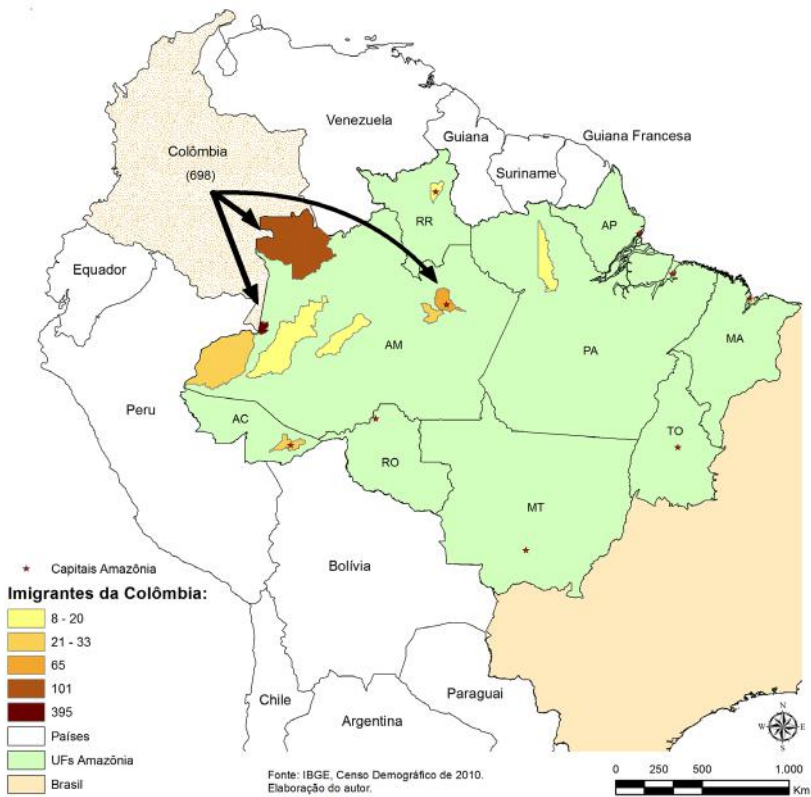 Venezuela
Guiana
Guiana Francesa
Suriname
Colômbia
(698)
RR
AP
Equador
AM
PA
MA
Peru
AC
TO
RO
MT
Bolívia
Chile
Paraguai
Argentina
Capitais Amazônia
Imigrantes da Colômbia:
8 - 20
21 - 33
65
101
395
Países
UFs Amazônia
Brasil
Fonte: IBGE, Censo Demográfico de 2010.
Elaboração do autor.
N
W
E
S
0 250 500 1.000
Km